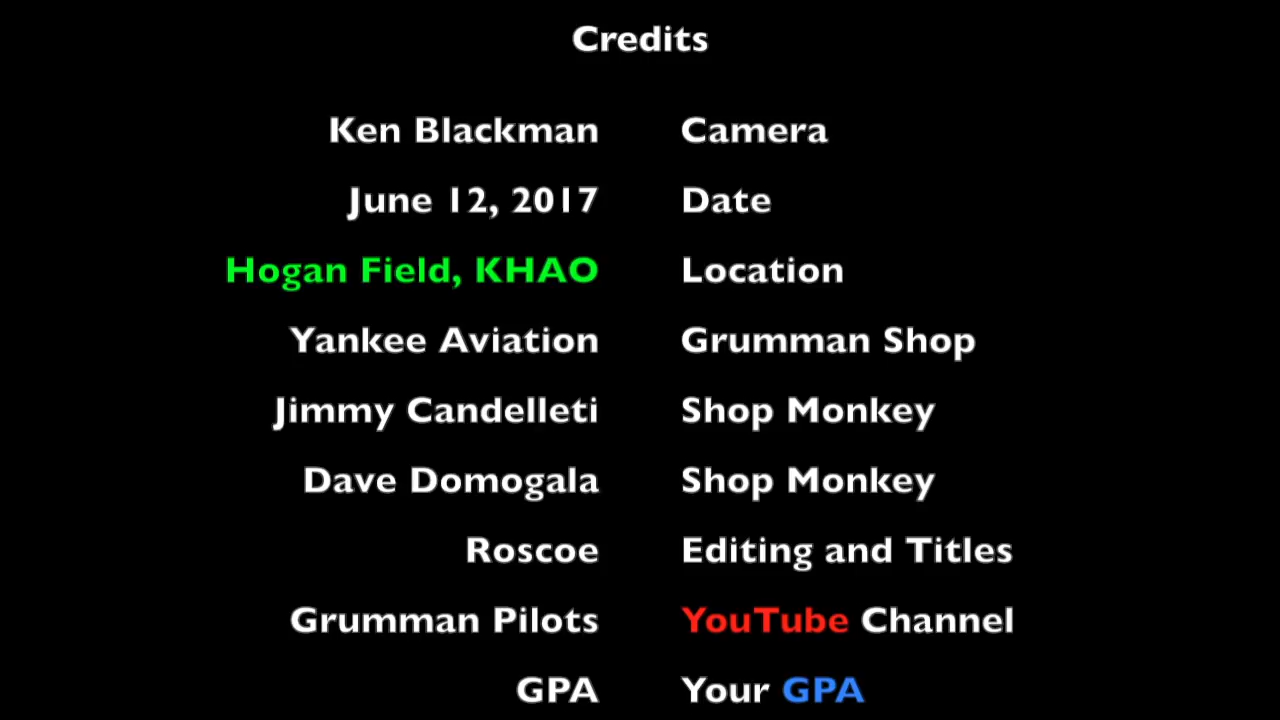 Credits
Ken Blackman Camera
June 12, 2017 Date
Hogan Field, KHAO Location
Yankee Aviation Grumman Shop
Jimmy Candelleti Shop Monkey
Dave Domogala Shop Monkey
Roscoe Editing and Titles
Grumman Pilots YouTube Channel
GPA Your GPA